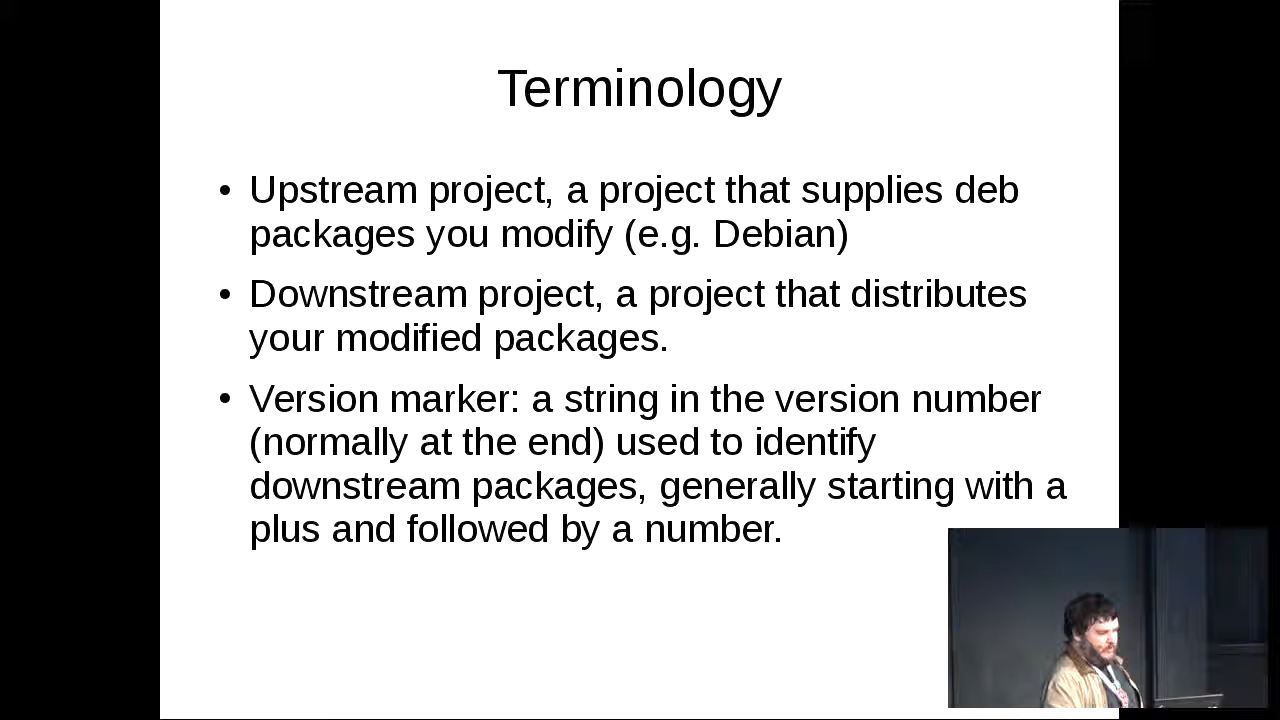 Terminology
• Upstream project, a project that supplies deb
packages you modify (e.g. Debian)
• Downstream project, a project that distributes
your modified packages.
• Version marker: a string in the version number
(normally at the end) used to identify
downstream packages, generally starting with a
plus and followed by a number.